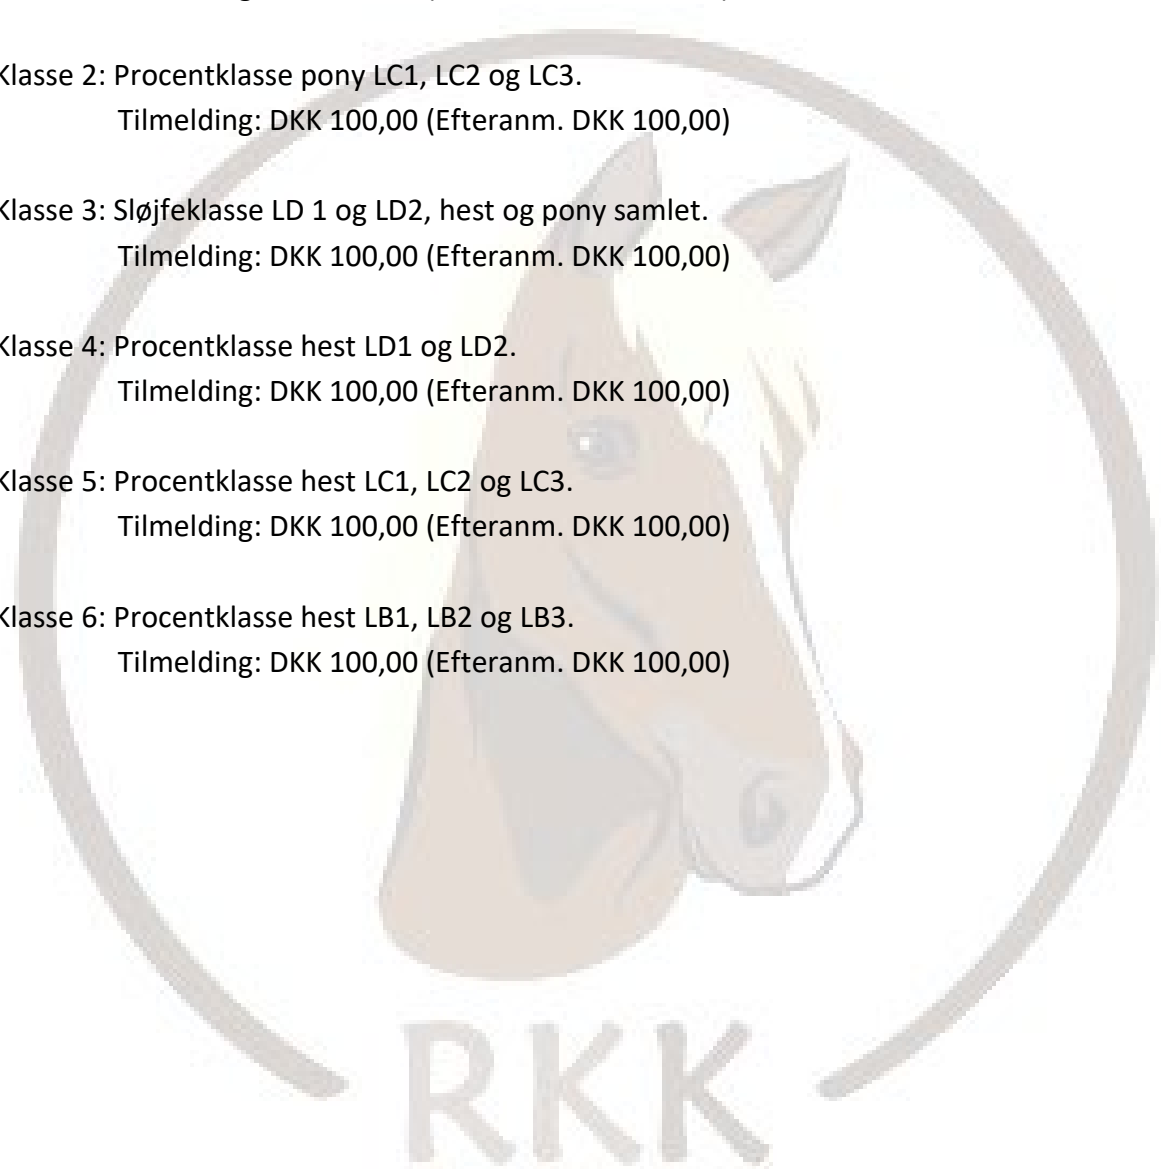 Klasse 2: Procentklasse pony LC1, LC2 og LC3.
Tilmelding: DKK 100,00 (Efteranm. DKK 100,00)
Klasse 3: Sløjfeklasse LD 1 og LD2, hest og pony samlet.
Tilmelding: DKK 100,00 (Efteranm. DKK 100,00)
Klasse 4: Procentklasse hest LD1 og LD2.
Tilmelding: DKK 100,00 (Efteranm. DKK 100,00)
Klasse 5: Procentklasse hest LC1, LC2 og LC3.
Tilmelding: DKK 100,00 (Efteranm. DKK 100,00)
Klasse 6: Procentklasse hest LB1, LB2 og LB3.
Tilmelding: DKK 100,00 (Efteranm. DKK 100,00)
RKK